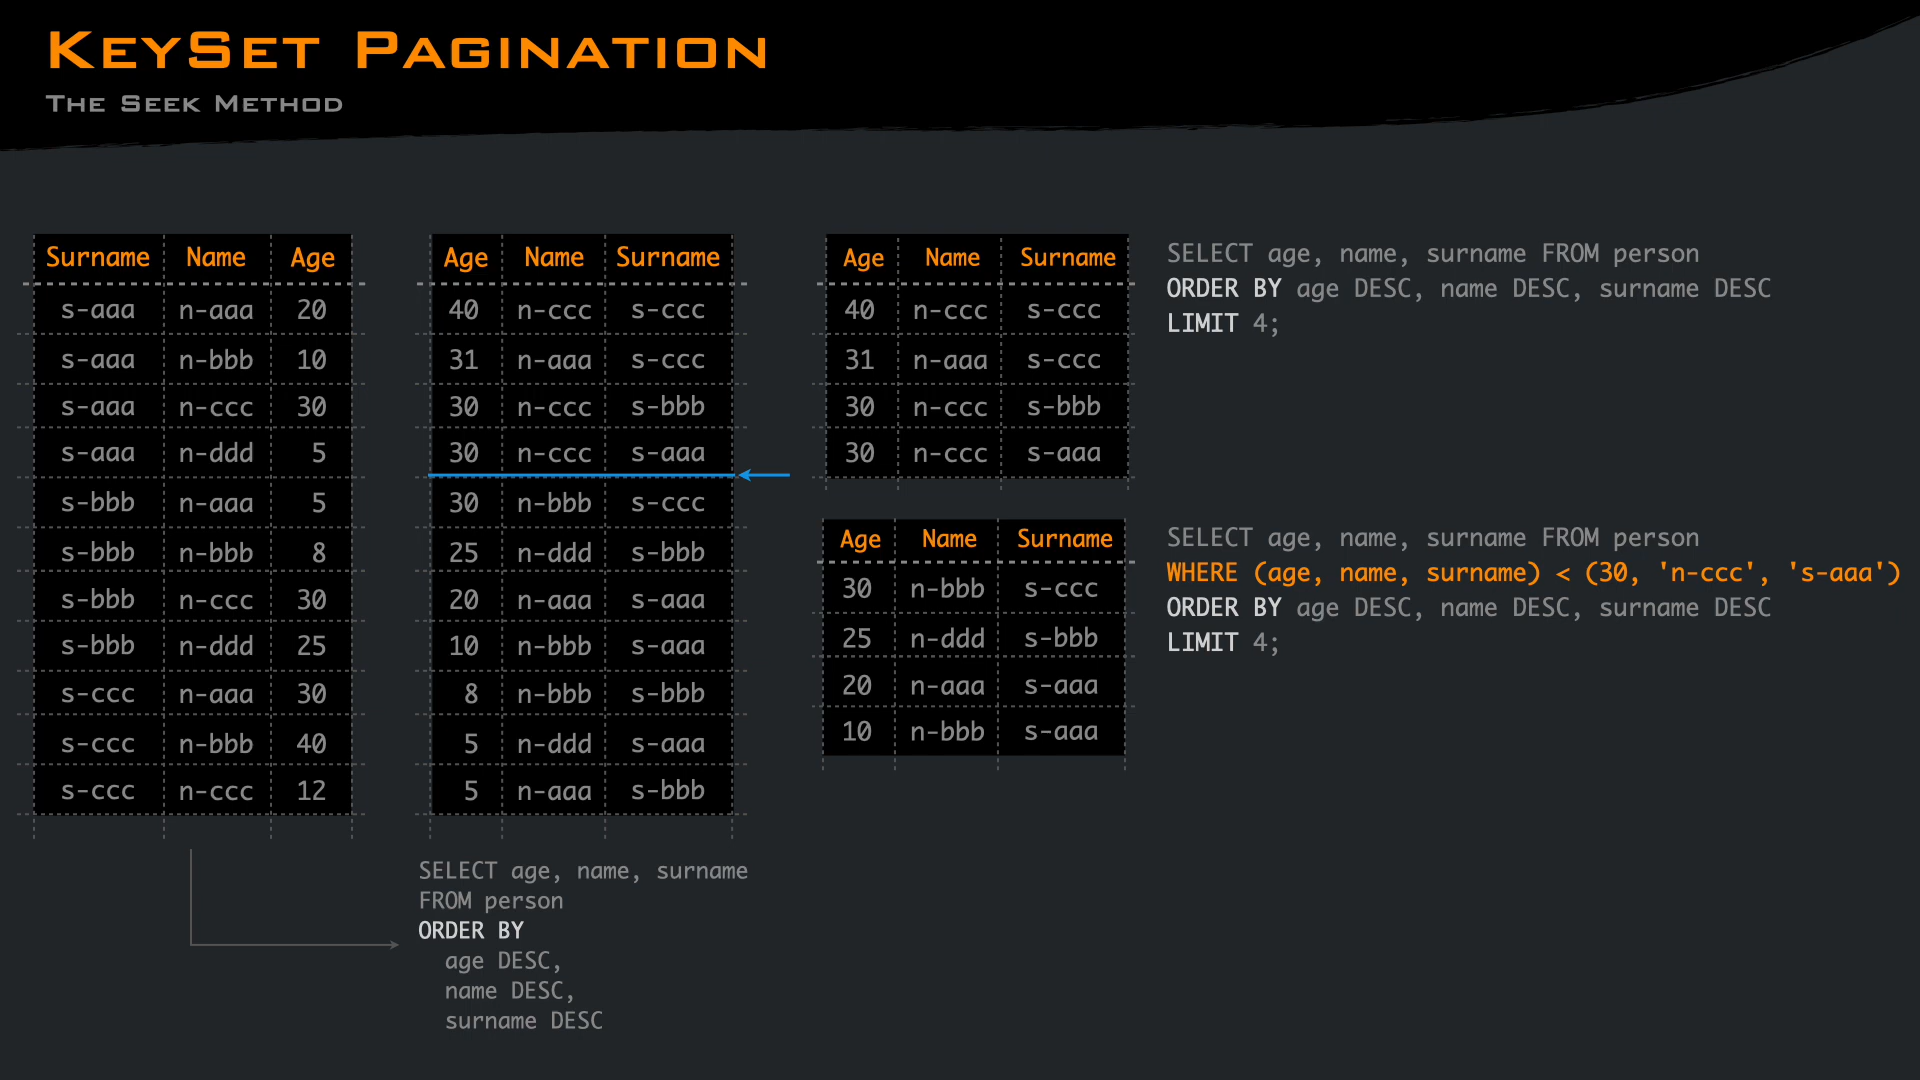 KEYSET PAGINATION
THE SEEK METHOD
Surname Name Age
s-aaa n-aaa 20
s-aaa n-bbb 10
s-aaa n-ccc 30
s-aaa n-ddd 5
s-bbb n-aaa 5
s-bbb n-bbb 8
s-bbb n-ccc 30
s-bbb n-ddd 25
s-ccc n-aaa 30
s-ccc n-bbb 40
s-ccc n-ccc 12
Age Name Surname
40 n-ccc s-ccc
31 n-aaa s-ccc
30 n-ccc s-bbb
30 n-ccc s-aaa
30 n-bbb s-ccc
25 n-ddd s-bbb
20 n-aaa s-aaa
10 n-bbb s-aaa
8 n-bbb s-bbb
5 n-ddd s-aaa
5 n-aaa s-bbb
SELECT age, name, surname
FROM person
ORDER BY
age DESC,
name DESC,
surname DESC
Age Name Surname
40 n-ccc s-ccc
31 n-aaa s-ccc
30 n-ccc s-bbb
30 n-ccc s-aaa
SELECT age, name, surname FROM person
ORDER BY age DESC, name DESC, surname DESC
LIMIT 4;
Age Name Surname
30 n-bbb s-ccc
25 n-ddd s-bbb
20 n-aaa s-aaa
10 n-bbb s-aaa
SELECT age, name, surname FROM person
WHERE (age, name, surname) < (30, 'n-ccc', 's-aaa')
ORDER BY age DESC, name DESC, surname DESC
LIMIT 4;